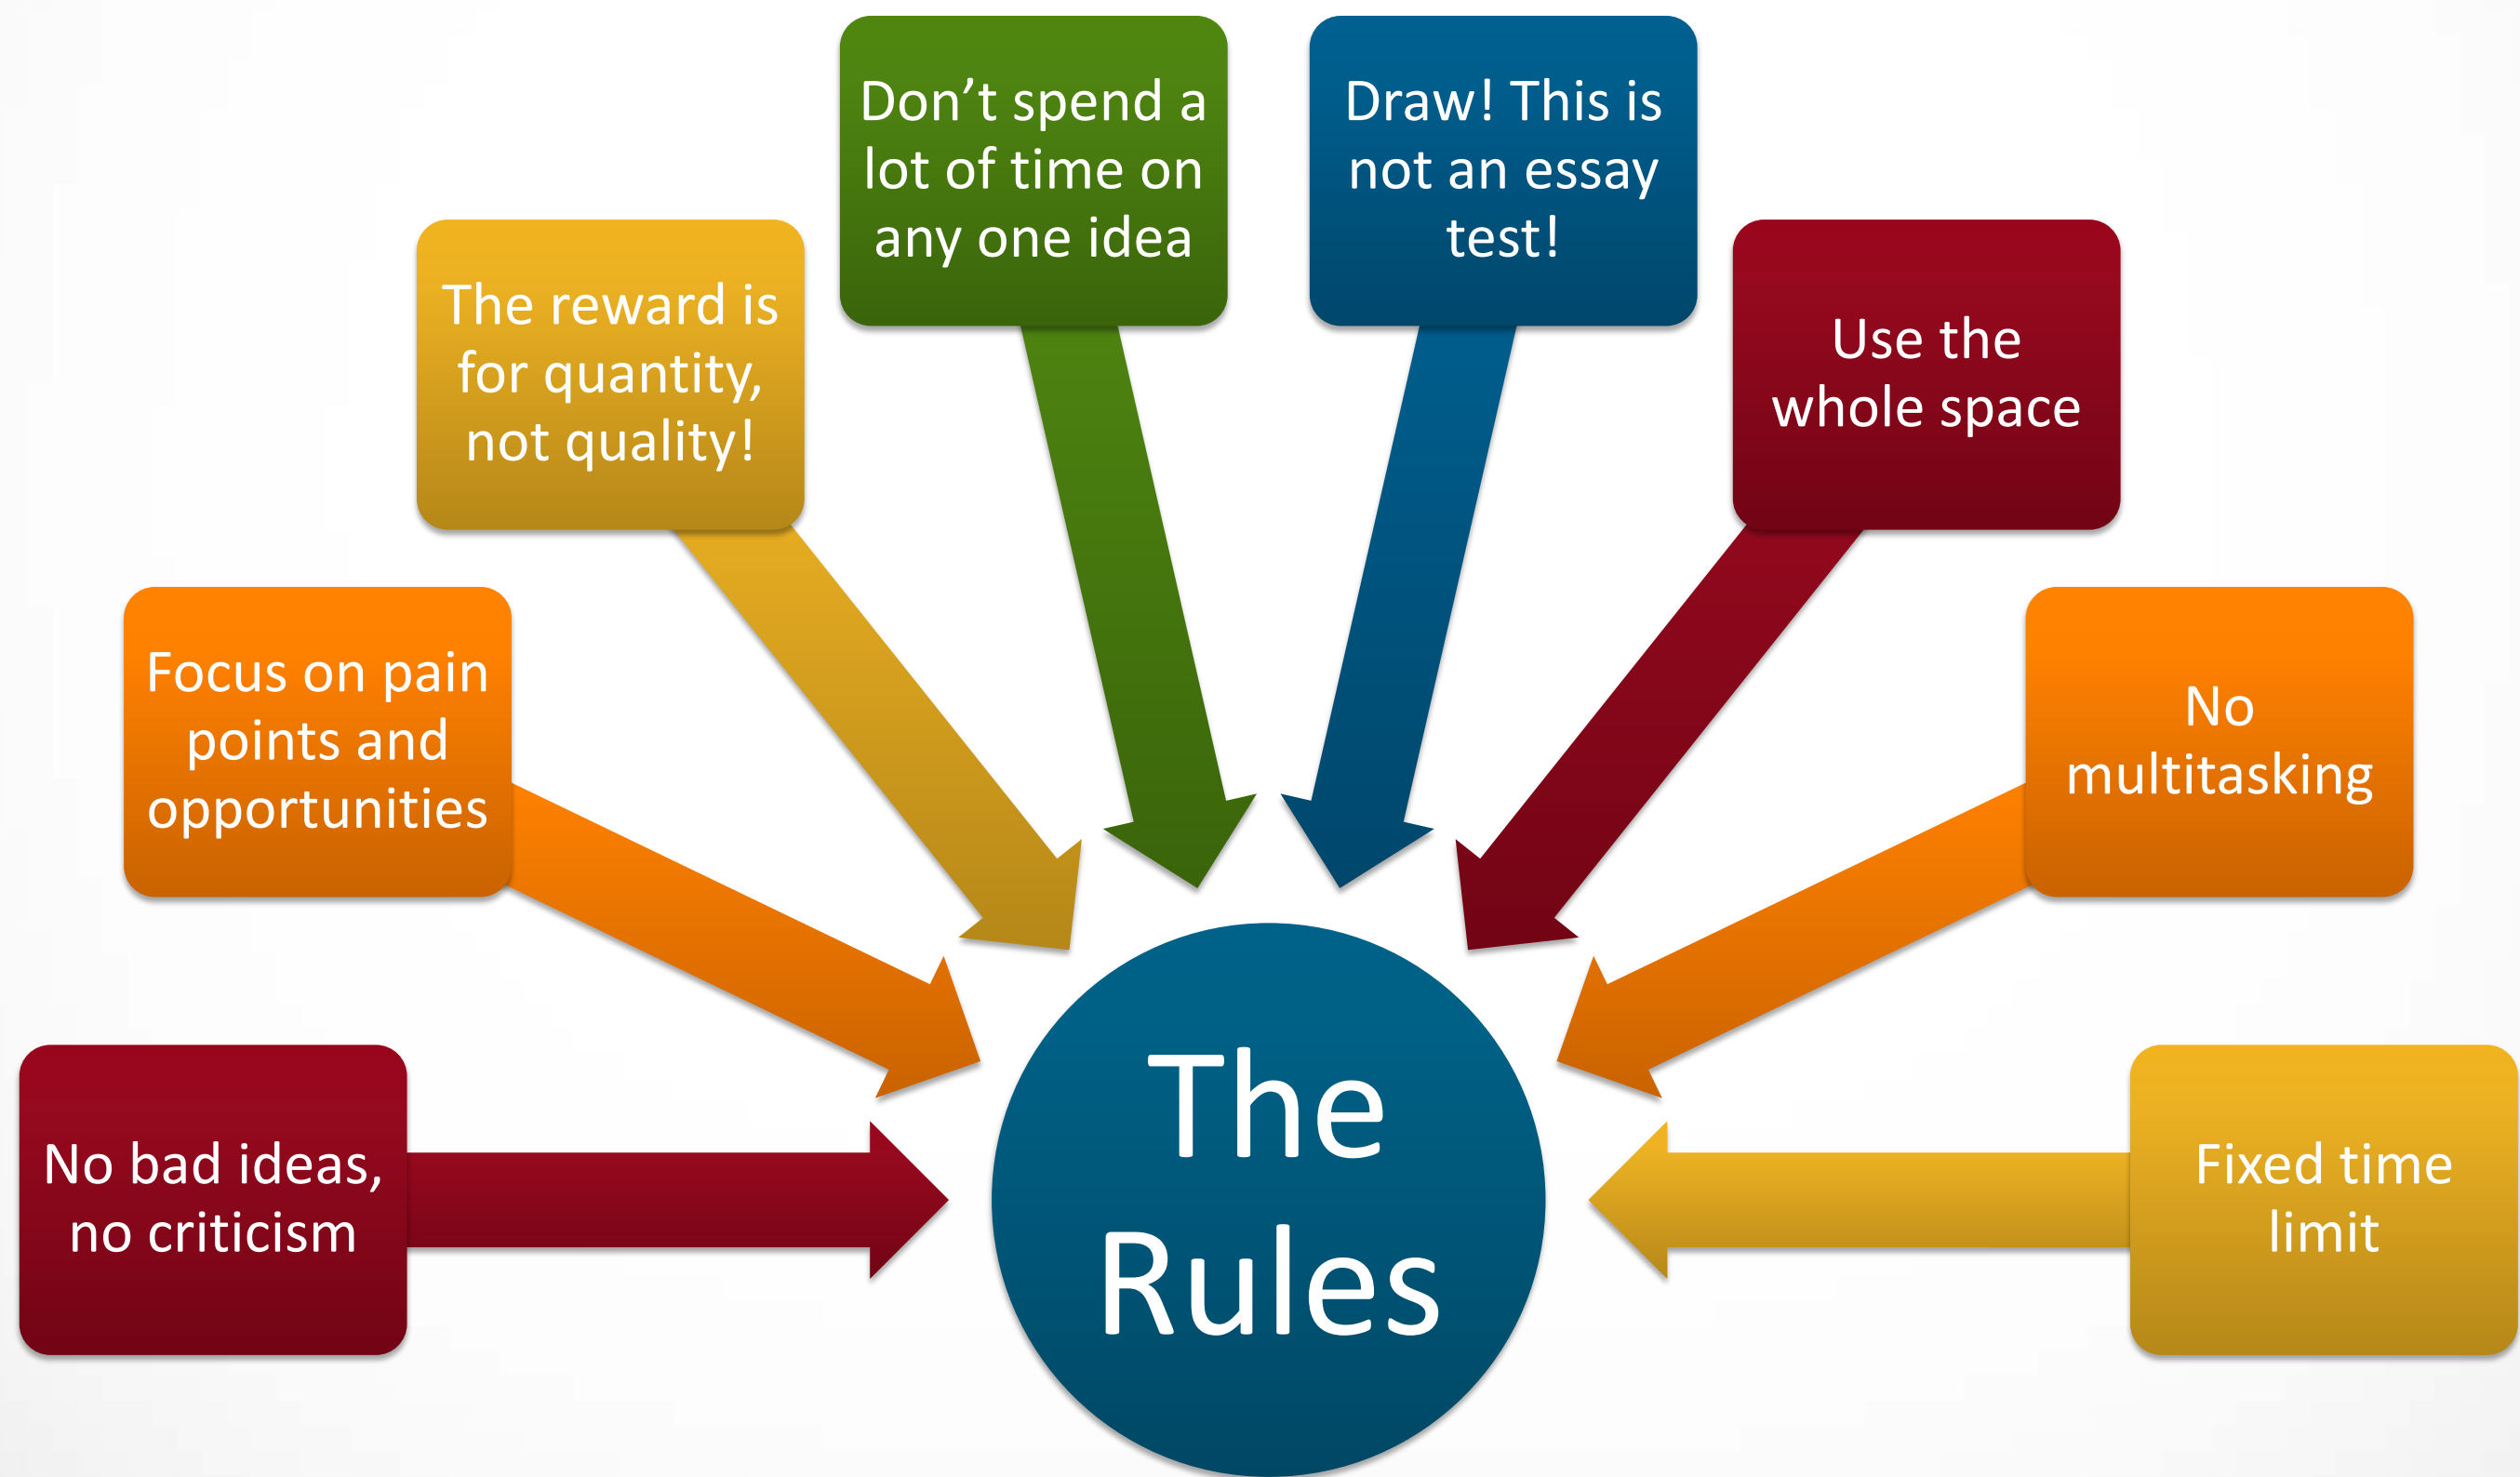 No bad ideas,
no criticism
Focus on pain
points and
opportunities
The reward is
for quantity,
not quality!
Don’t spend a
lot of time on
any one idea
Draw! This is
not an essay
test!
Use the
whole space
No
multitasking
Fixed time
limit
The
Rules